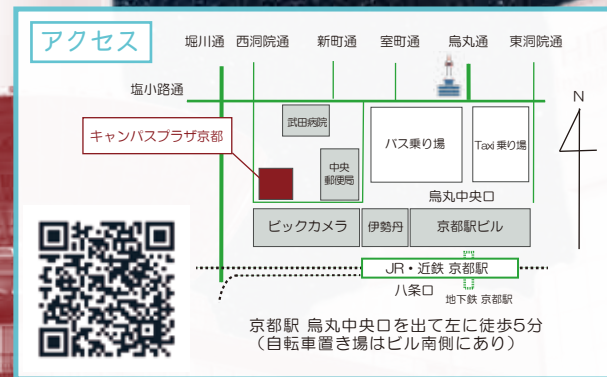 アクセス
堀川通 西洞院通 新町通 室町通 烏丸通 東洞院通
塩小路通
N
武田病院
キャンパスプラザ京都
中央
郵便局
バス乗り場
Taxi 乗り場
烏丸中央口
ビックカメラ
伊勢丹
京都駅ビル
JR・近鉄 京都駅
八条口
地下鉄 京都駅
京都駅 烏丸中央口を出て左に徒歩5分
（自転車置き場はビル南側にあり）